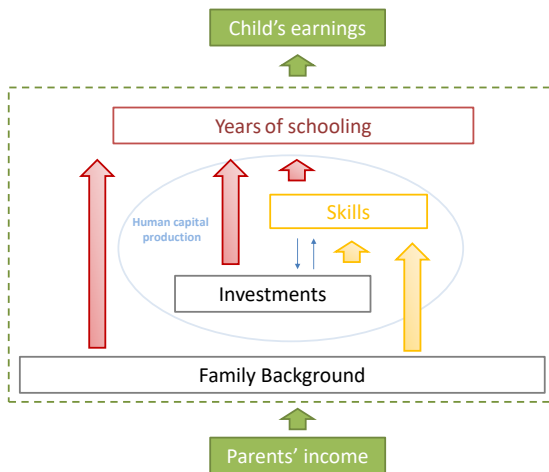 Child's earnings
Years of schooling
Skills
Human capital
production
Investments
Family Background
Parents' income